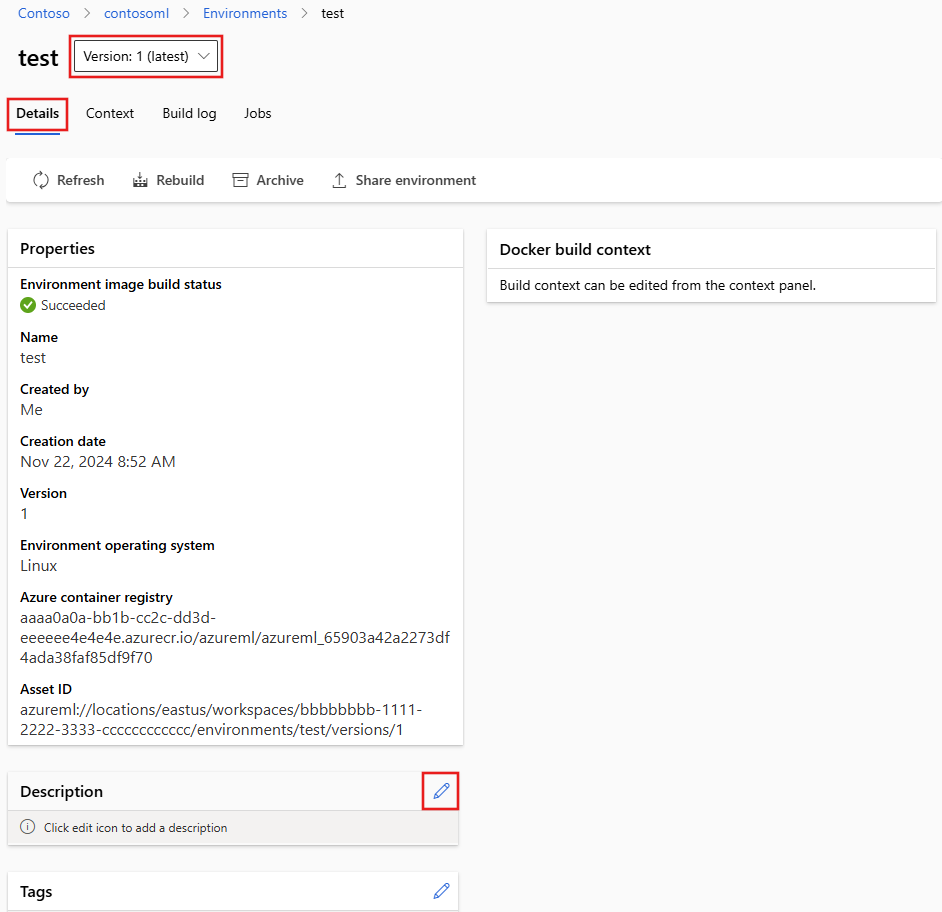 Contoso > contosoml > Environments > test
test Version: 1 (latest)
Details Context Build log Jobs
Refresh Rebuild Archive Share environment
Properties
Environment image build status
Succeeded
Name
test
Created by
Me
Creation date
Nov 22, 2024 8:52 AM
Version
1
Environment operating system
Linux
Azure container registry
aaaa0a0a-bb1b-cc2c-dd3d-
eeeeee4e4e4e.azurecr.io/azureml/azureml_65903a42a2273df
4ada38faf85df9f70
Asset ID
azureml://locations/eastus/workspaces/bbbbbbbb-1111-
2222-3333-cccccccccccc/environments/test/versions/1
Description
Click edit icon to add a description
Tags
Docker build context
Build context can be edited from the context panel.